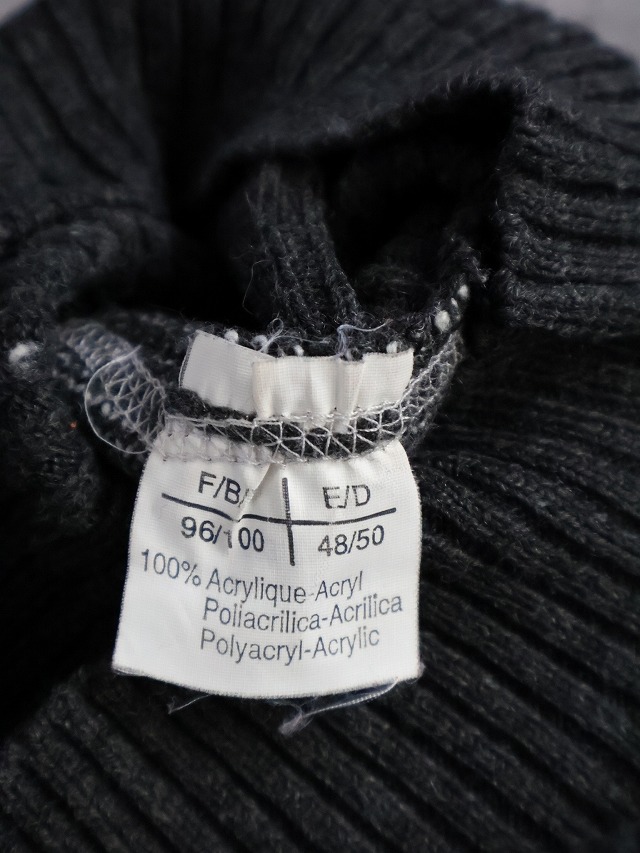 F/B E/D
96/100 48/50
100% Acrylique-Acryl
Poliacrilica-Acrilica
Polyacryl-Acrylic